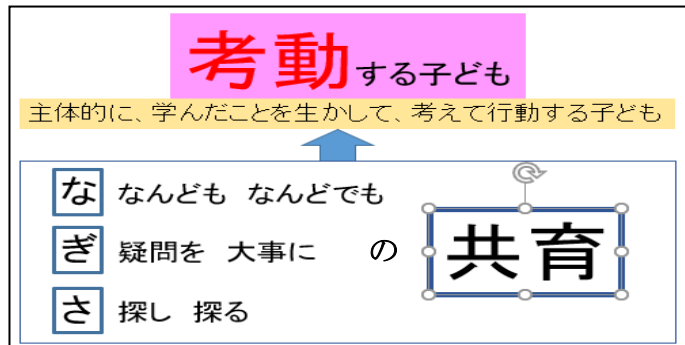 考動する子ども
主体的に、学んだことを生かして、考えて行動する子ども
な なんども なんどでも
ぎ 疑問を 大事に の 共育
さ 探し 探る